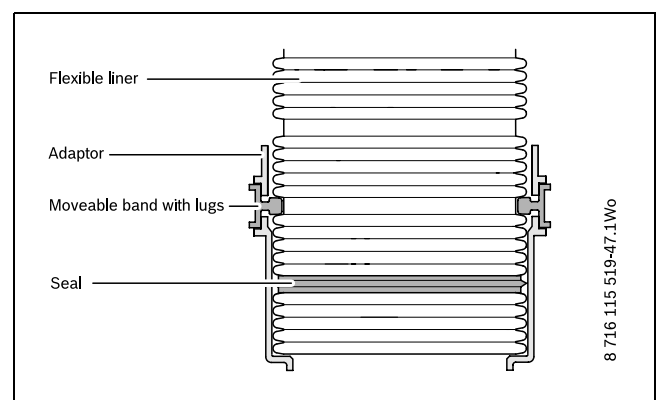 Flexible liner
Adaptor
Moveable band with lugs
Seal
8 716 115 519-47.1Wo